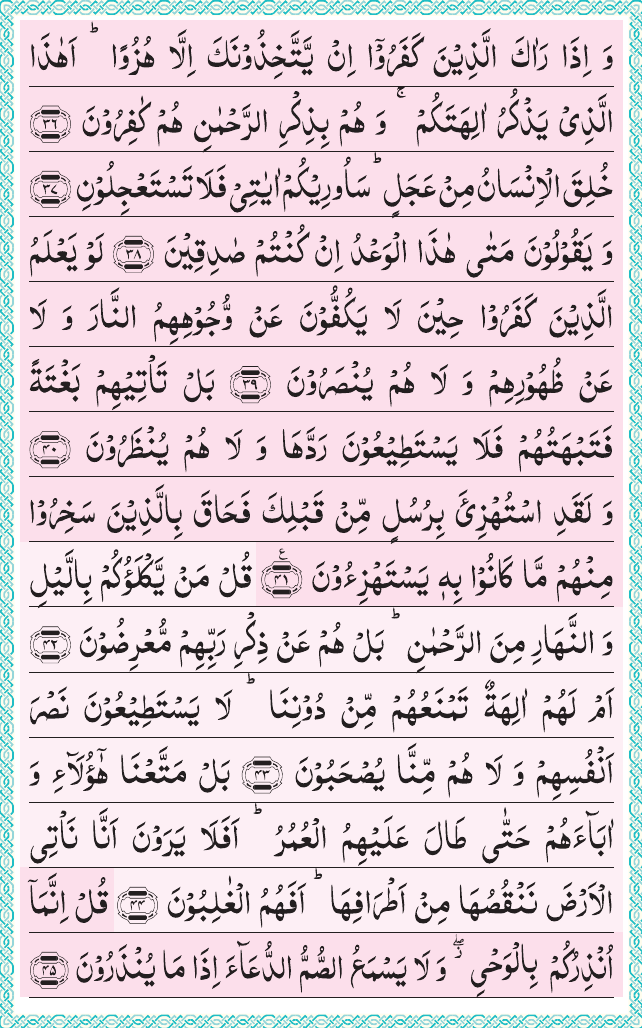 وَ اِذَا رَاٰكَ الَّذِیْنَ كَفَرُوْۤا اِنْ یَّتَّخِذُوْنَكَ اِلَّا هُزُوًا ؕ اَهٰذَا
الَّذِیْ یَذْكُرُ اٰلِهَتَكُمْ ۚ وَ هُمْ بِذِكْرِ الرَّحْمٰنِ هُمْ كٰفِرُوْنَ ﴿۳۶﴾
خُلِقَ الْاِنْسَانُ مِنْ عَجَلٍ ؕ سَاُورِیْكُمْ اٰیٰتِیْ فَلَا تَسْتَعْجِلُوْنِ ﴿۳۷﴾
وَ یَقُوْلُوْنَ مَتٰی هٰذَا الْوَعْدُ اِنْ كُنْتُمْ صٰدِقِیْنَ ﴿۳۸﴾ لَوْ یَعْلَمُ
الَّذِیْنَ كَفَرُوْا حِیْنَ لَا یَكُفُّوْنَ عَنْ وُّجُوْهِهِمُ النَّارَ وَ لَا
عَنْ ظُهُوْرِهِمْ وَ لَا هُمْ یُنْصَرُوْنَ ﴿۳۹﴾ بَلْ تَاْتِیْهِمْ بَغْتَةً
فَتَبْهَتُهُمْ فَلَا یَسْتَطِیْعُوْنَ رَدَّهَا وَ لَا هُمْ یُنْظَرُوْنَ ﴿۴۰﴾
وَ لَقَدِ اسْتُهْزِئَ بِرُسُلٍ مِّنْ قَبْلِكَ فَحَاقَ بِالَّذِیْنَ سَخِرُوْا
مِنْهُمْ مَّا كَانُوْا بِهٖ یَسْتَهْزِءُوْنَ ﴿۴۱﴾ ع قُلْ مَنْ یَّكْلَؤُكُمْ بِالَّیْلِ
وَ النَّهَارِ مِنَ الرَّحْمٰنِ ؕ بَلْ هُمْ عَنْ ذِكْرِ رَبِّهِمْ مُّعْرِضُوْنَ ﴿۴۲﴾
اَمْ لَهُمْ اٰلِهَةٌ تَمْنَعُهُمْ مِّنْ دُوْنِنَا ؕ لَا یَسْتَطِیْعُوْنَ نَصْرَ
اَنْفُسِهِمْ وَ لَا هُمْ مِّنَّا یُصْحَبُوْنَ ﴿۴۳﴾ بَلْ مَتَّعْنَا هٰۤؤُلَآءِ وَ
اٰبَآءَهُمْ حَتّٰی طَالَ عَلَیْهِمُ الْعُمُرُ ؕ اَفَلَا یَرَوْنَ اَنَّا نَاْتِی
الْاَرْضَ نَنْقُصُهَا مِنْ اَطْرَافِهَا ؕ اَفَهُمُ الْغٰلِبُوْنَ ﴿۴۴﴾ قُلْ اِنَّمَاۤ
اُنْذِرُكُمْ بِالْوَحْیِ ۖؗ وَ لَا یَسْمَعُ الصُّمُّ الدُّعَآءَ اِذَا مَا یُنْذَرُوْنَ ﴿۴۵﴾